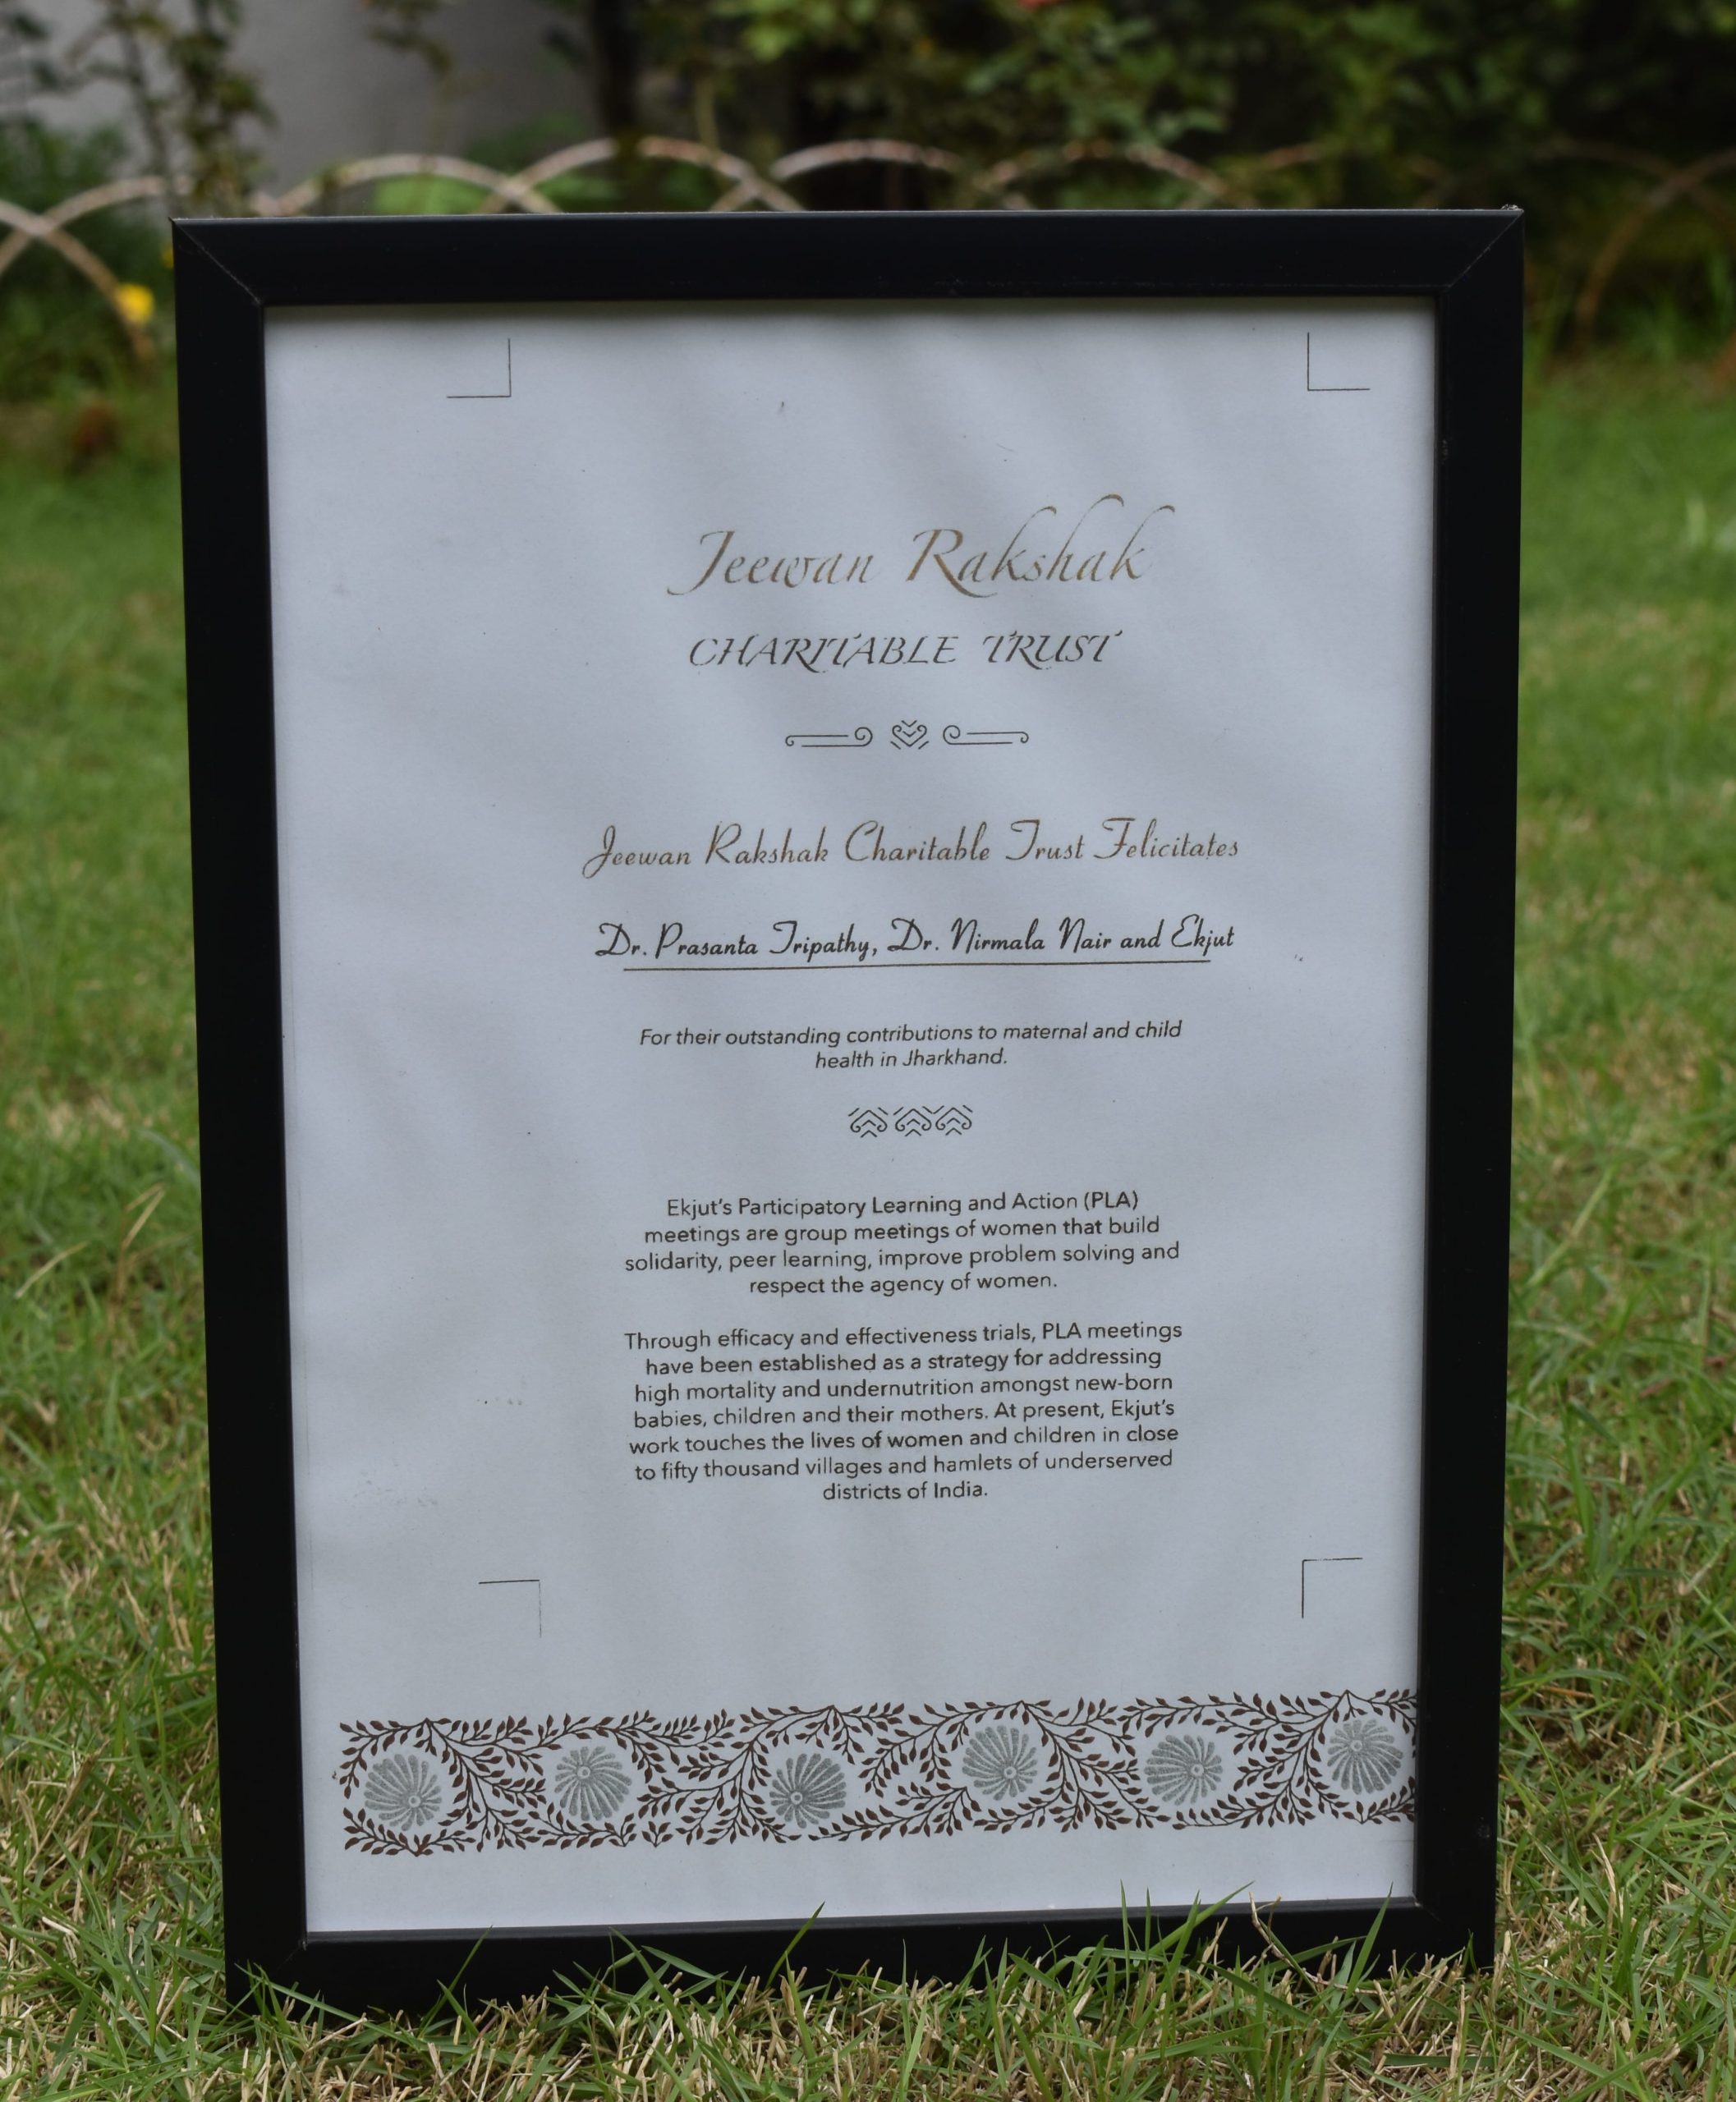 Jeewan Rakshak
CHARITABLE TRUST
Jeewan Rakshak Charitable Trust Felicitates
Dr. Prasanta Tripathy, Dr. Nirmala Nair and Ekjut
For their outstanding contributions to maternal and child
health in Jharkhand.
Ekjut's Participatory Learning and Action (PLA)
meetings are group meetings of women that build
solidarity, peer learning, improve problem solving and
respect the agency of women.
Through efficacy and effectiveness trials, PLA meetings
have been established as a strategy for addressing
high mortality and undernutrition amongst new-born
babies, children and their mothers. At present, Ekjut's
work touches the lives of women and children in close
to fifty thousand villages and hamlets of underserved
districts of India.